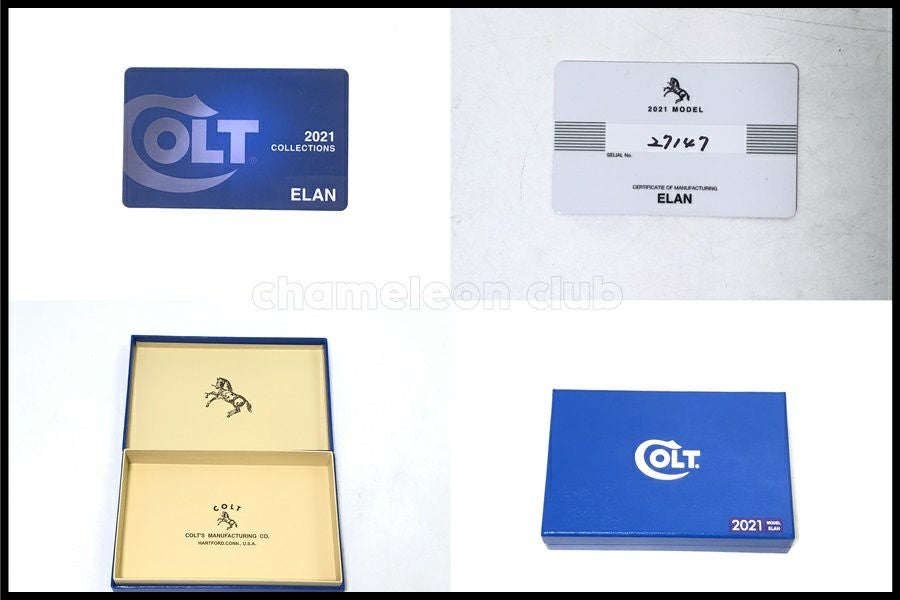 COLT®
2021
COLLECTIONS
ELAN
2021 MODEL
27147
SELIAL No.
CERTIFICATIE OF MANUFACTURING
ELAN
chameleon club
COLT
COLT'S MANUFACTURING CO.
HARTFORD.CONN., U.S.A.
COLT.
2021 MODEL ELAN